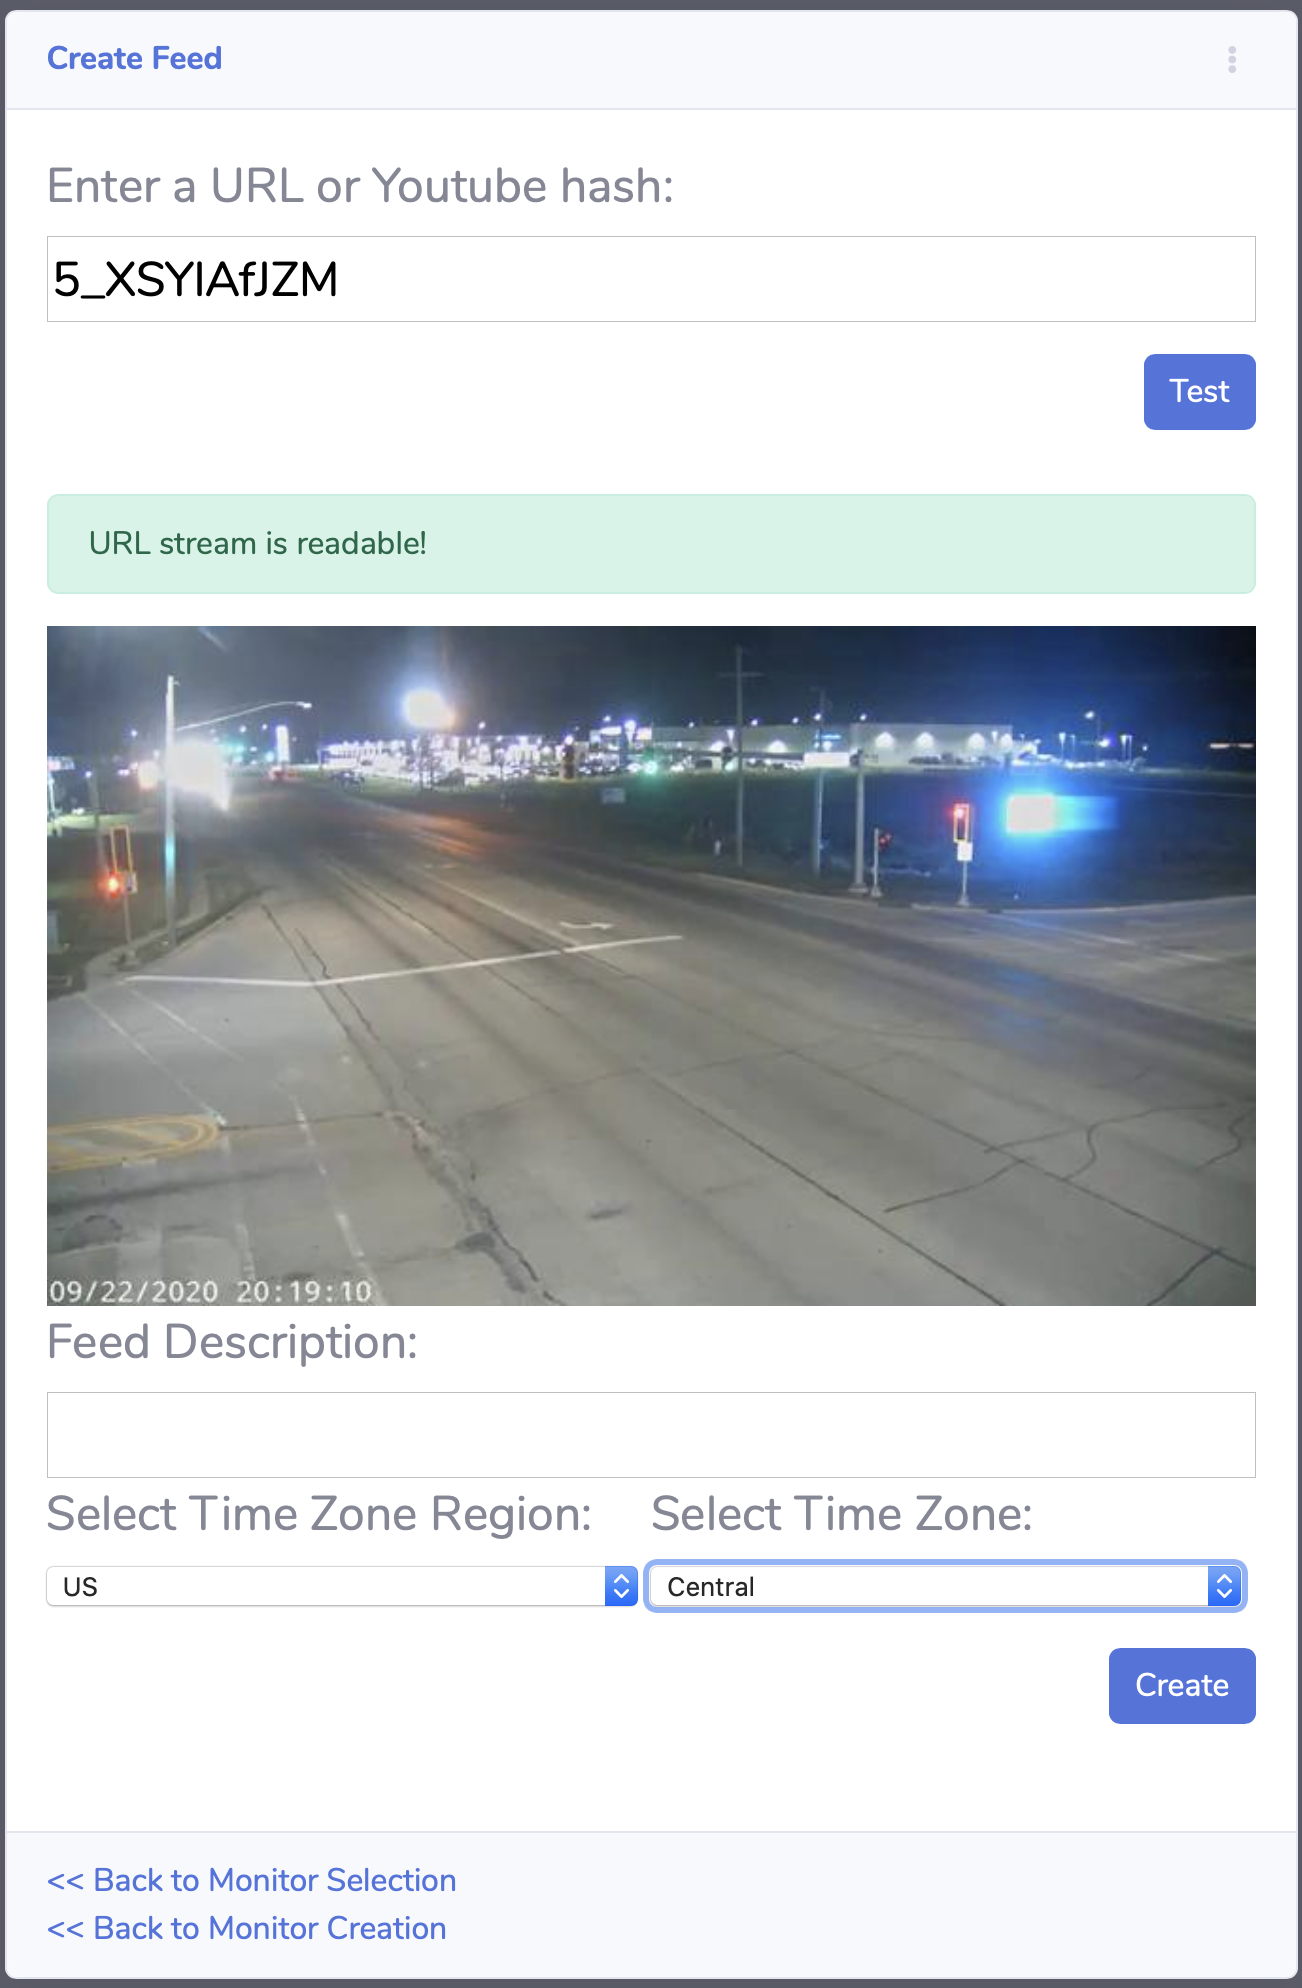 Create Feed
Enter a URL or Youtube hash:
5_XSYIAfJZM
Test
URL stream is readable!
09/22/2020 20:19:10
Feed Description:
Select Time Zone Region: Select Time Zone:
US Central
Create
<< Back to Monitor Selection
<< Back to Monitor Creation